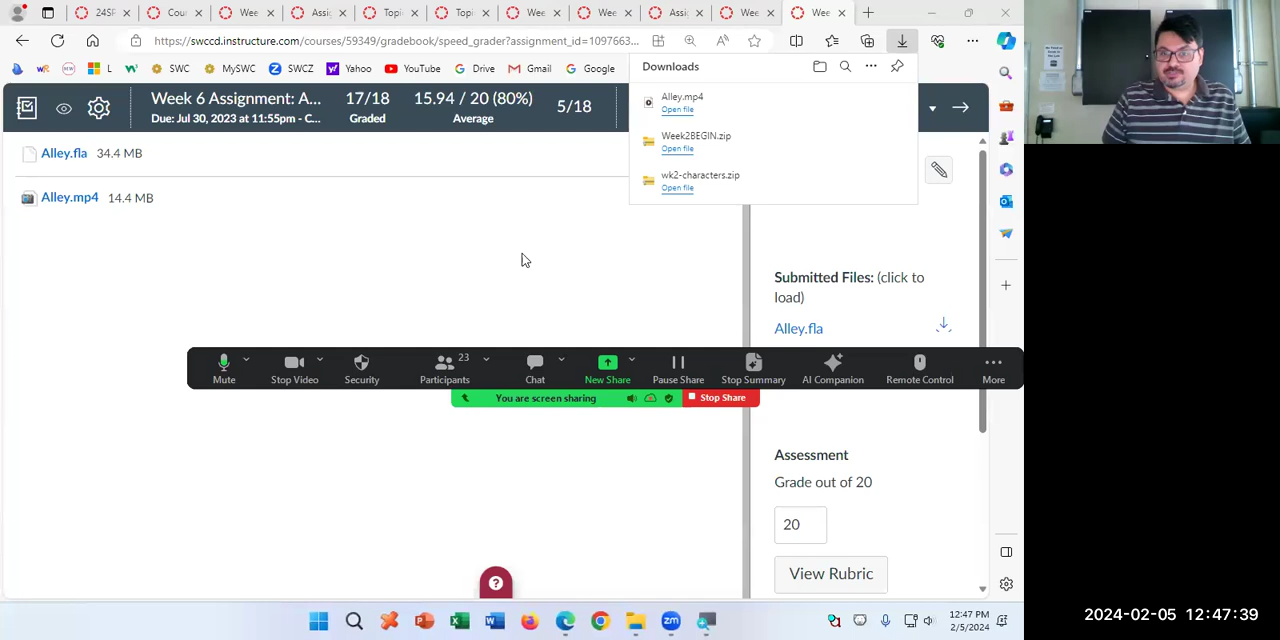 24SP
Cour
Wee
Assig
Topi
Topi
Wee
Wee
Assig
Wee
Wee
https://swccd.instructure.com/courses/59349/gradebook/speed_grader?assignment_id=1097663...
L
SWC
MySWC
SWCZ
Yahoo
YouTube
Drive
Gmail
Google
Downloads
Alley.mp4
Open file
Week2BEGIN.zip
Open file
wk2-characters.zip
Open file
Week 6 Assignment: A...
Due: Jul 30, 2023 at 11:55pm - C...
17/18
Graded
15.94 / 20 (80%)
Average
5/18
Alley.fla 34.4 MB
Alley.mp4 14.4 MB
Submitted Files: (click to
load)
Alley.fla
Mute
Stop Video
Security
Participants
23
Chat
New Share
Pause Share
Stop Summary
AI Companion
Remote Control
More
You are screen sharing
Stop Share
Assessment
Grade out of 20
20
View Rubric
12:47 PM
2/5/2024
2024-02-05 12:47:39